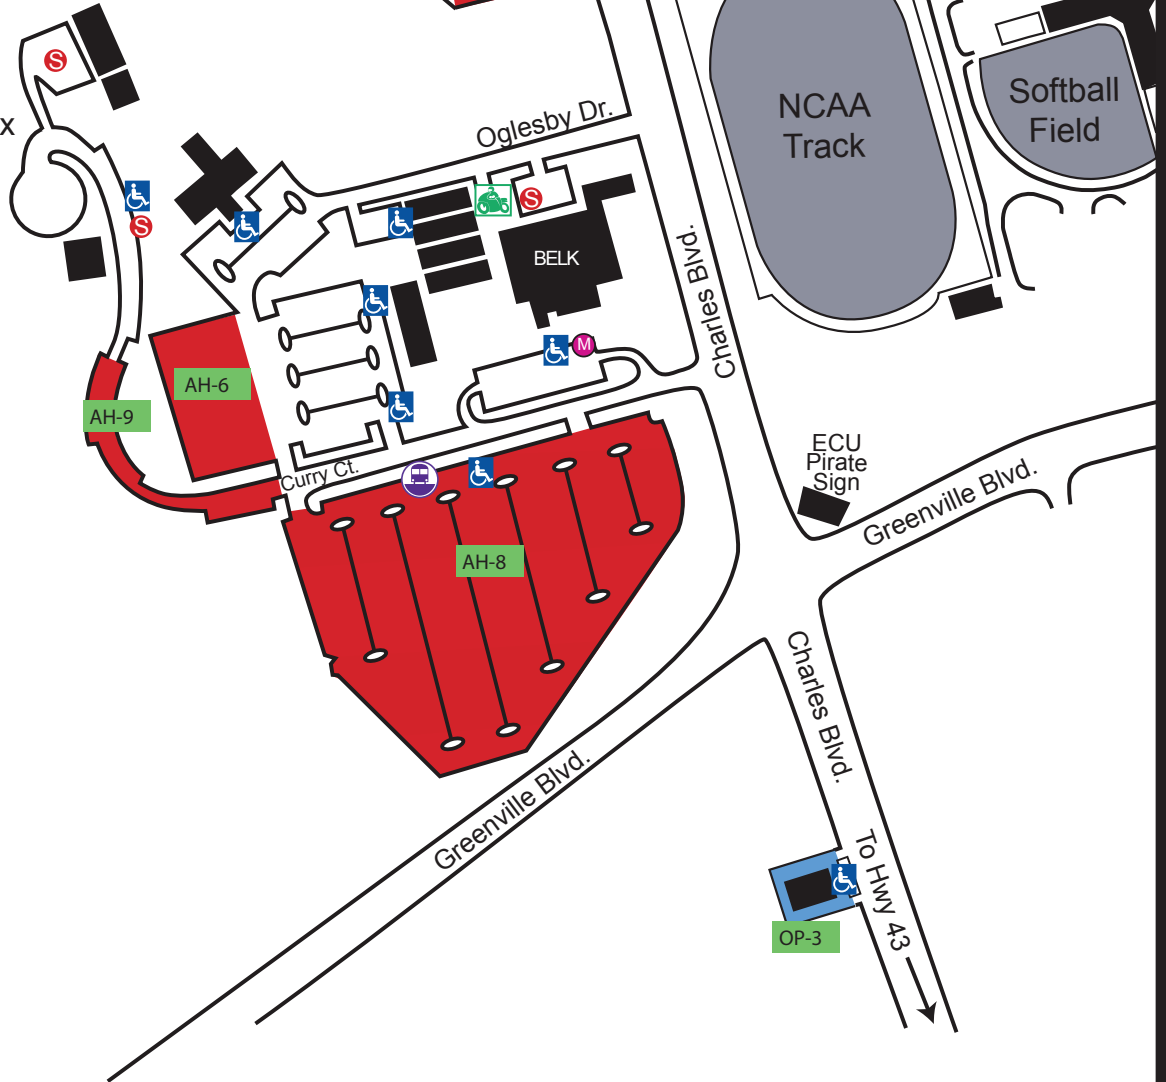 S
x
NCAA
Track
Softball
Field
Oglesby Dr.
S
S
BELK
Charles Blvd.
M
AH-6
AH-9
ECU
Pirate
Sign
Curry Ct.
Greenville Blvd.
AH-8
Charles Blvd.
Greenville Blvd.
To Hwy 43
OP-3